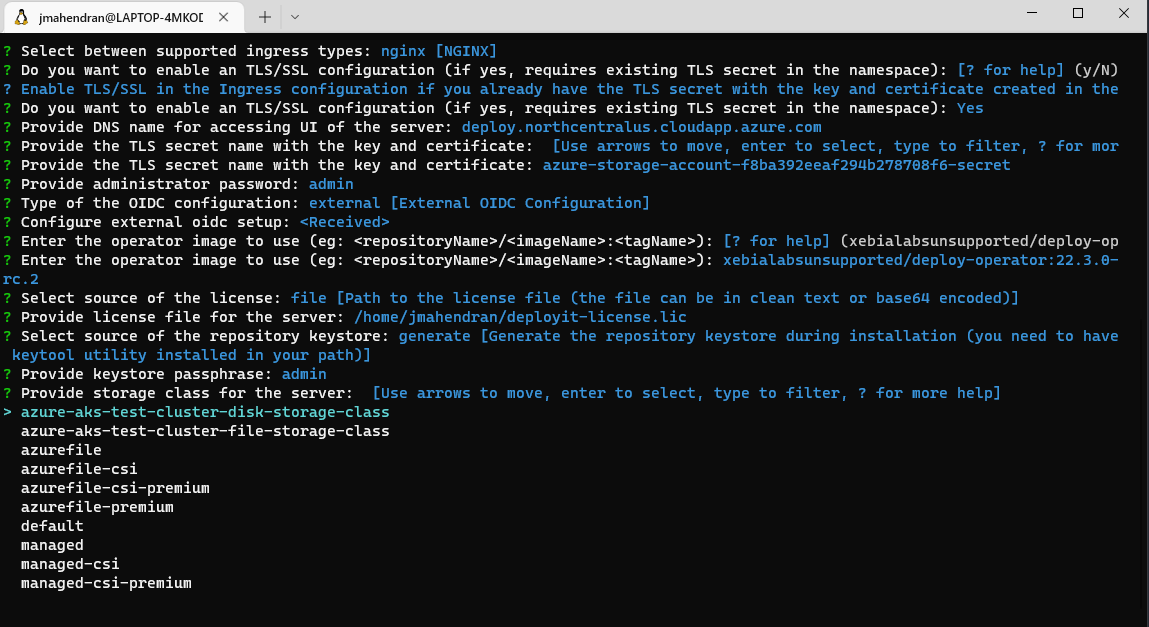 jmahendran@LAPTOP-4MKOD
? Select between supported ingress types: nginx [NGINX]
? Do you want to enable an TLS/SSL configuration (if yes, requires existing TLS secret in the namespace): [? for help] (y/N)
? Enable TLS/SSL in the Ingress configuration if you already have the TLS secret with the key and certificate created in the
? Do you want to enable an TLS/SSL configuration (if yes, requires existing TLS secret in the namespace): Yes
? Provide DNS name for accessing UI of the server: deploy.northcentralus.cloudapp.azure.com
? Provide the TLS secret name with the key and certificate:  [Use arrows to move, enter to select, type to filter, ? for mor
? Provide the TLS secret name with the key and certificate: azure-storage-account-f8ba392eeaf294b278708f6-secret
? Provide administrator password: admin
? Type of the OIDC configuration: external [External OIDC Configuration]
? Configure external oidc setup: <Received>
? Enter the operator image to use (eg: <repositoryName>/<imageName>:<tagName>): [? for help] (xebialabsunsupported/deploy-op
? Enter the operator image to use (eg: <repositoryName>/<imageName>:<tagName>): xebialabsunsupported/deploy-operator:22.3.0-
rc.2
? Select source of the license: file [Path to the license file (the file can be in clean text or base64 encoded)]
? Provide license file for the server: /home/jmahendran/deployit-license.lic
? Select source of the repository keystore: generate [Generate the repository keystore during installation (you need to have
keytool utility installed in your path)]
? Provide keystore passphrase: admin
? Provide storage class for the server:  [Use arrows to move, enter to select, type to filter, ? for more help]
> azure-aks-test-cluster-disk-storage-class
azure-aks-test-cluster-file-storage-class
azurefile
azurefile-csi
azurefile-csi-premium
azurefile-premium
default
managed
managed-csi
managed-csi-premium